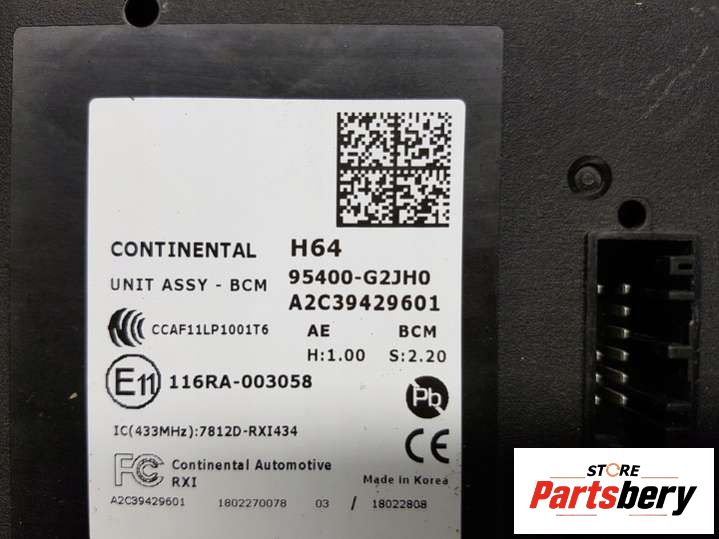 CONTINENTAL H64
UNIT ASSY - BCM 95400-G2JH0
A2C39429601
CCAF11LP1001T6 AE BCM
H:1.00 S:2.20
E11 116RA-003058
Pb
IC(433MHz):7812D-RXI434
CE
FC Continental Automotive
RXI Made in Korea
A2C39429601 1802270078 03 / 18022808
STORE
Partsbery